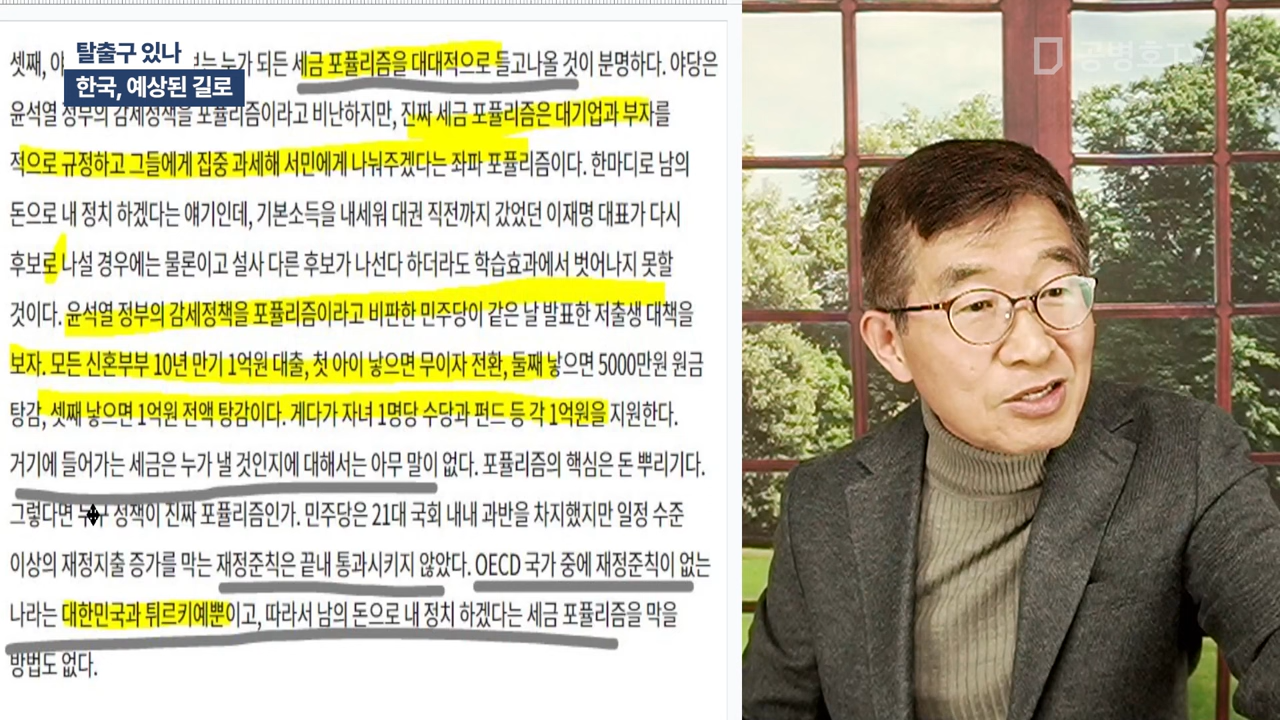 탈출구 있나
한국, 예상된 길로
공병호TV
셋째, 야 누가 되든 세금 포퓰리즘을 대대적으로 들고나올 것이 분명하다. 야당은
윤석열 정부의 감세정책을 포퓰리즘이라고 비난하지만, 진짜 세금 포퓰리즘은 대기업과 부자를
적으로 규정하고 그들에게 집중 과세해 서민에게 나눠주겠다는 좌파 포퓰리즘이다. 한마디로 남의
돈으로 내 정치 하겠다는 얘기인데, 기본소득을 내세워 대권 직전까지 갔었던 이재명 대표가 다시
후보로 나설 경우에는 물론이고 설사 다른 후보가 나선다 하더라도 학습효과에서 벗어나지 못할
것이다. 윤석열 정부의 감세정책을 포퓰리즘이라고 비판한 민주당이 같은 날 발표한 저출생 대책을
보자. 모든 신혼부부 10년 만기 1억원 대출, 첫 아이 낳으면 무이자 전환, 둘째 낳으면 5000만원 원금
탕감, 셋째 낳으면 1억원 전액 탕감이다. 게다가 자녀 1명당 수당과 펀드 등 각 1억원을 지원한다.
거기에 들어가는 세금은 누가 낼 것인지에 대해서는 아무 말이 없다. 포퓰리즘의 핵심은 돈 뿌리기다.
그렇다면 정책이 진짜 포퓰리즘인가. 민주당은 21대 국회 내내 과반을 차지했지만 일정 수준
이상의 재정지출 증가를 막는 재정준칙은 끝내 통과시키지 않았다. OECD 국가 중에 재정준칙이 없는
나라는 대한민국과 튀르키예뿐이고, 따라서 남의 돈으로 내 정치 하겠다는 세금 포퓰리즘을 막을
방법도 없다.